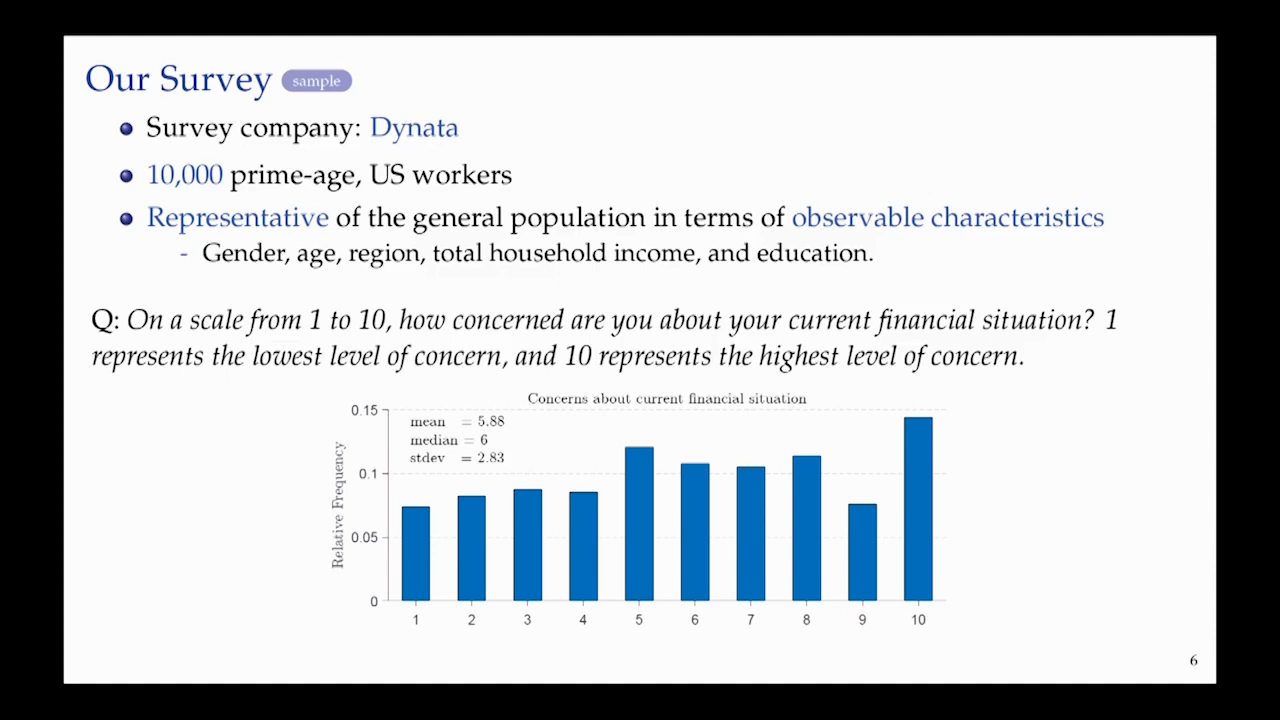 Our Survey sample
Survey company: Dynata
10,000 prime-age, US workers
Representative of the general population in terms of observable characteristics
- Gender, age, region, total household income, and education.
Q: On a scale from 1 to 10, how concerned are you about your current financial situation? 1
represents the lowest level of concern, and 10 represents the highest level of concern.
Concerns about current financial situation
mean = 5.88
median = 6
stdev = 2.83
Relative Frequency
0.15
0.1
0.05
0
1 2 3 4 5 6 7 8 9 10
6